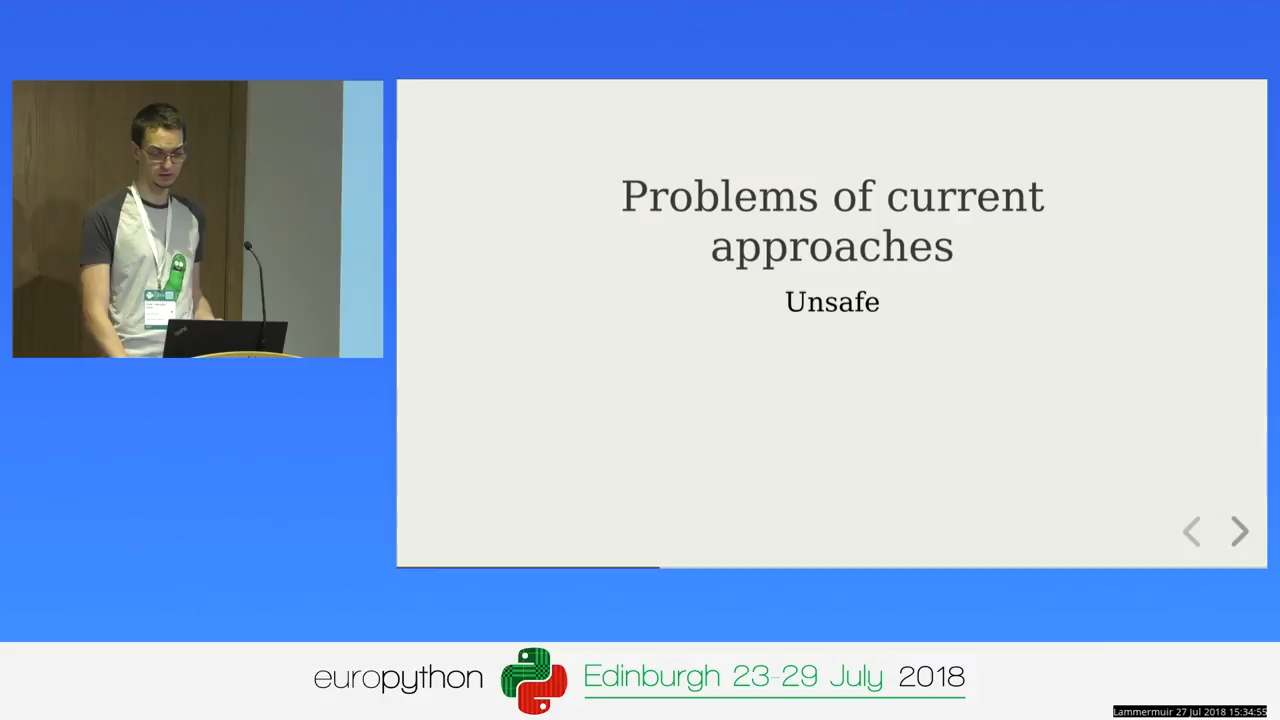 Problems of current
approaches
Unsafe
europython
Edinburgh 23-29 July 2018
Lammermuir 27 Jul 2018 15:34:55